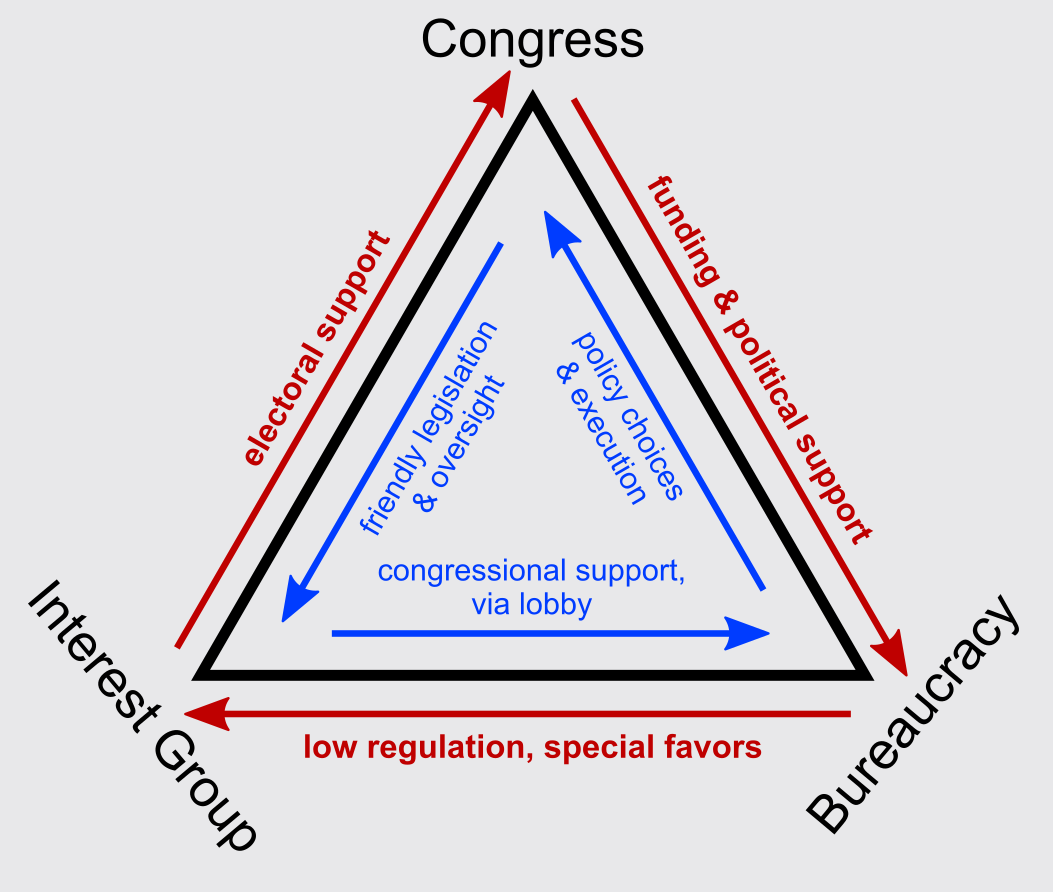 Congress
electoral support
funding & political support
friendly legislation
& oversight
policy choices
& execution
congressional support,
via lobby
Interest Group
Bureaucracy
low regulation, special favors